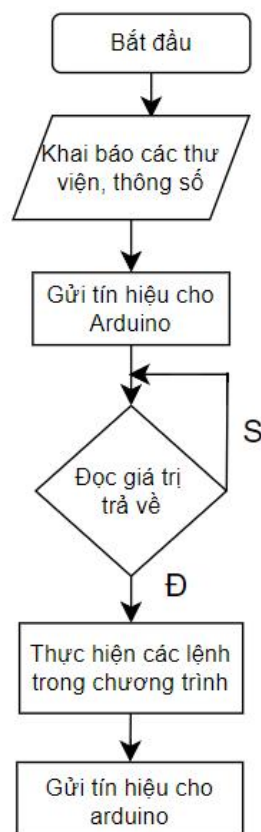 Bắt đầu
Khai báo các thư
viện, thông số
Gửi tín hiệu cho
Arduino
S
Đọc giá trị
trả về
Đ
Thực hiện các lệnh
trong chương trình
Gửi tín hiệu cho
arduino